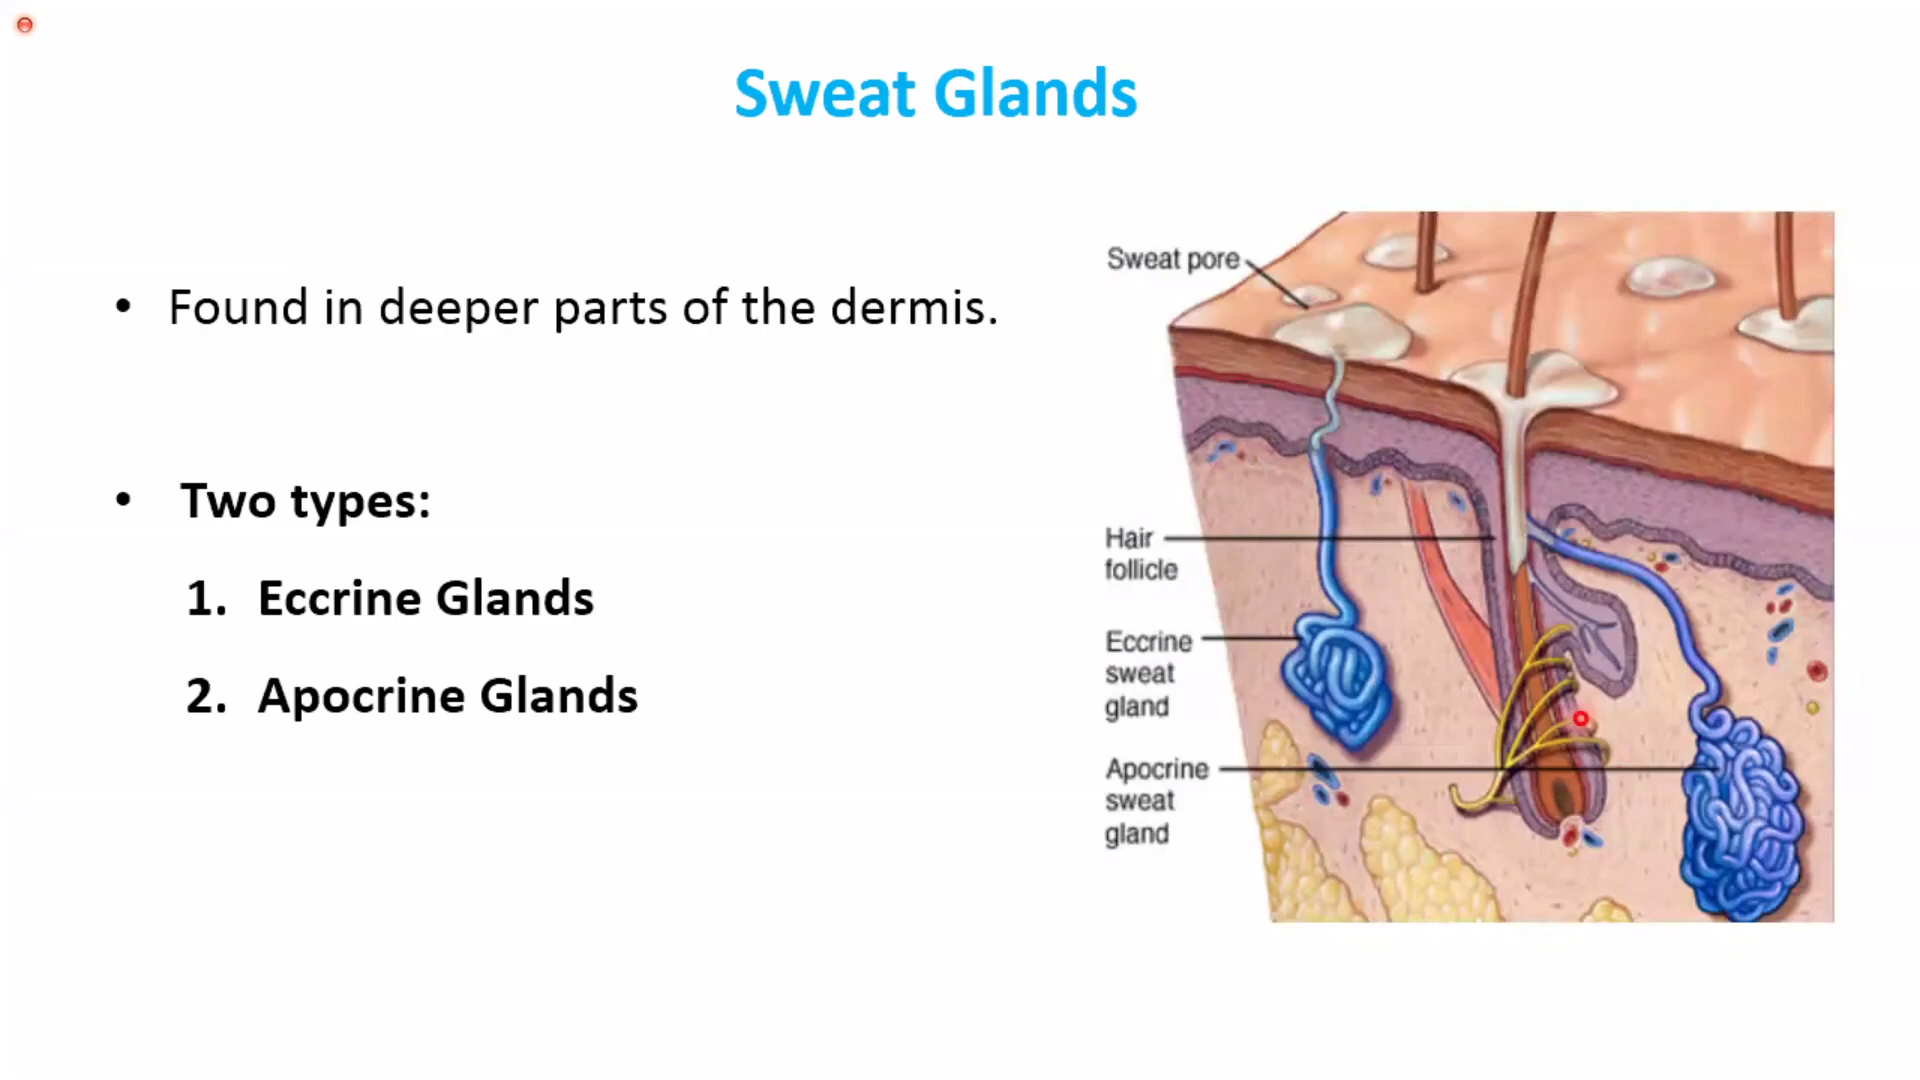 Sweat Glands
• Found in deeper parts of the dermis.
• Two types:
1. Eccrine Glands
2. Apocrine Glands
Sweat pore
Hair
follicle
Eccrine
sweat
gland
Apocrine
sweat
gland